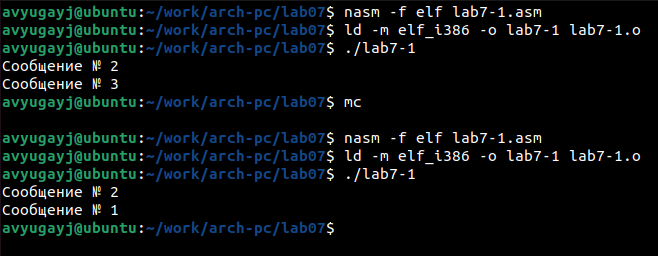 avyugayj@ubuntu:~/work/arch-pc/lab07$ nasm -f elf lab7-1.asm
avyugayj@ubuntu:~/work/arch-pc/lab07$ ld -m elf_i386 -o lab7-1 lab7-1.o
avyugayj@ubuntu:~/work/arch-pc/lab07$ ./lab7-1
Сообщение № 2
Сообщение № 3
avyugayj@ubuntu:~/work/arch-pc/lab07$ mc
avyugayj@ubuntu:~/work/arch-pc/lab07$ nasm -f elf lab7-1.asm
avyugayj@ubuntu:~/work/arch-pc/lab07$ ld -m elf_i386 -o lab7-1 lab7-1.o
avyugayj@ubuntu:~/work/arch-pc/lab07$ ./lab7-1
Сообщение № 2
Сообщение № 1
avyugayj@ubuntu:~/work/arch-pc/lab07$